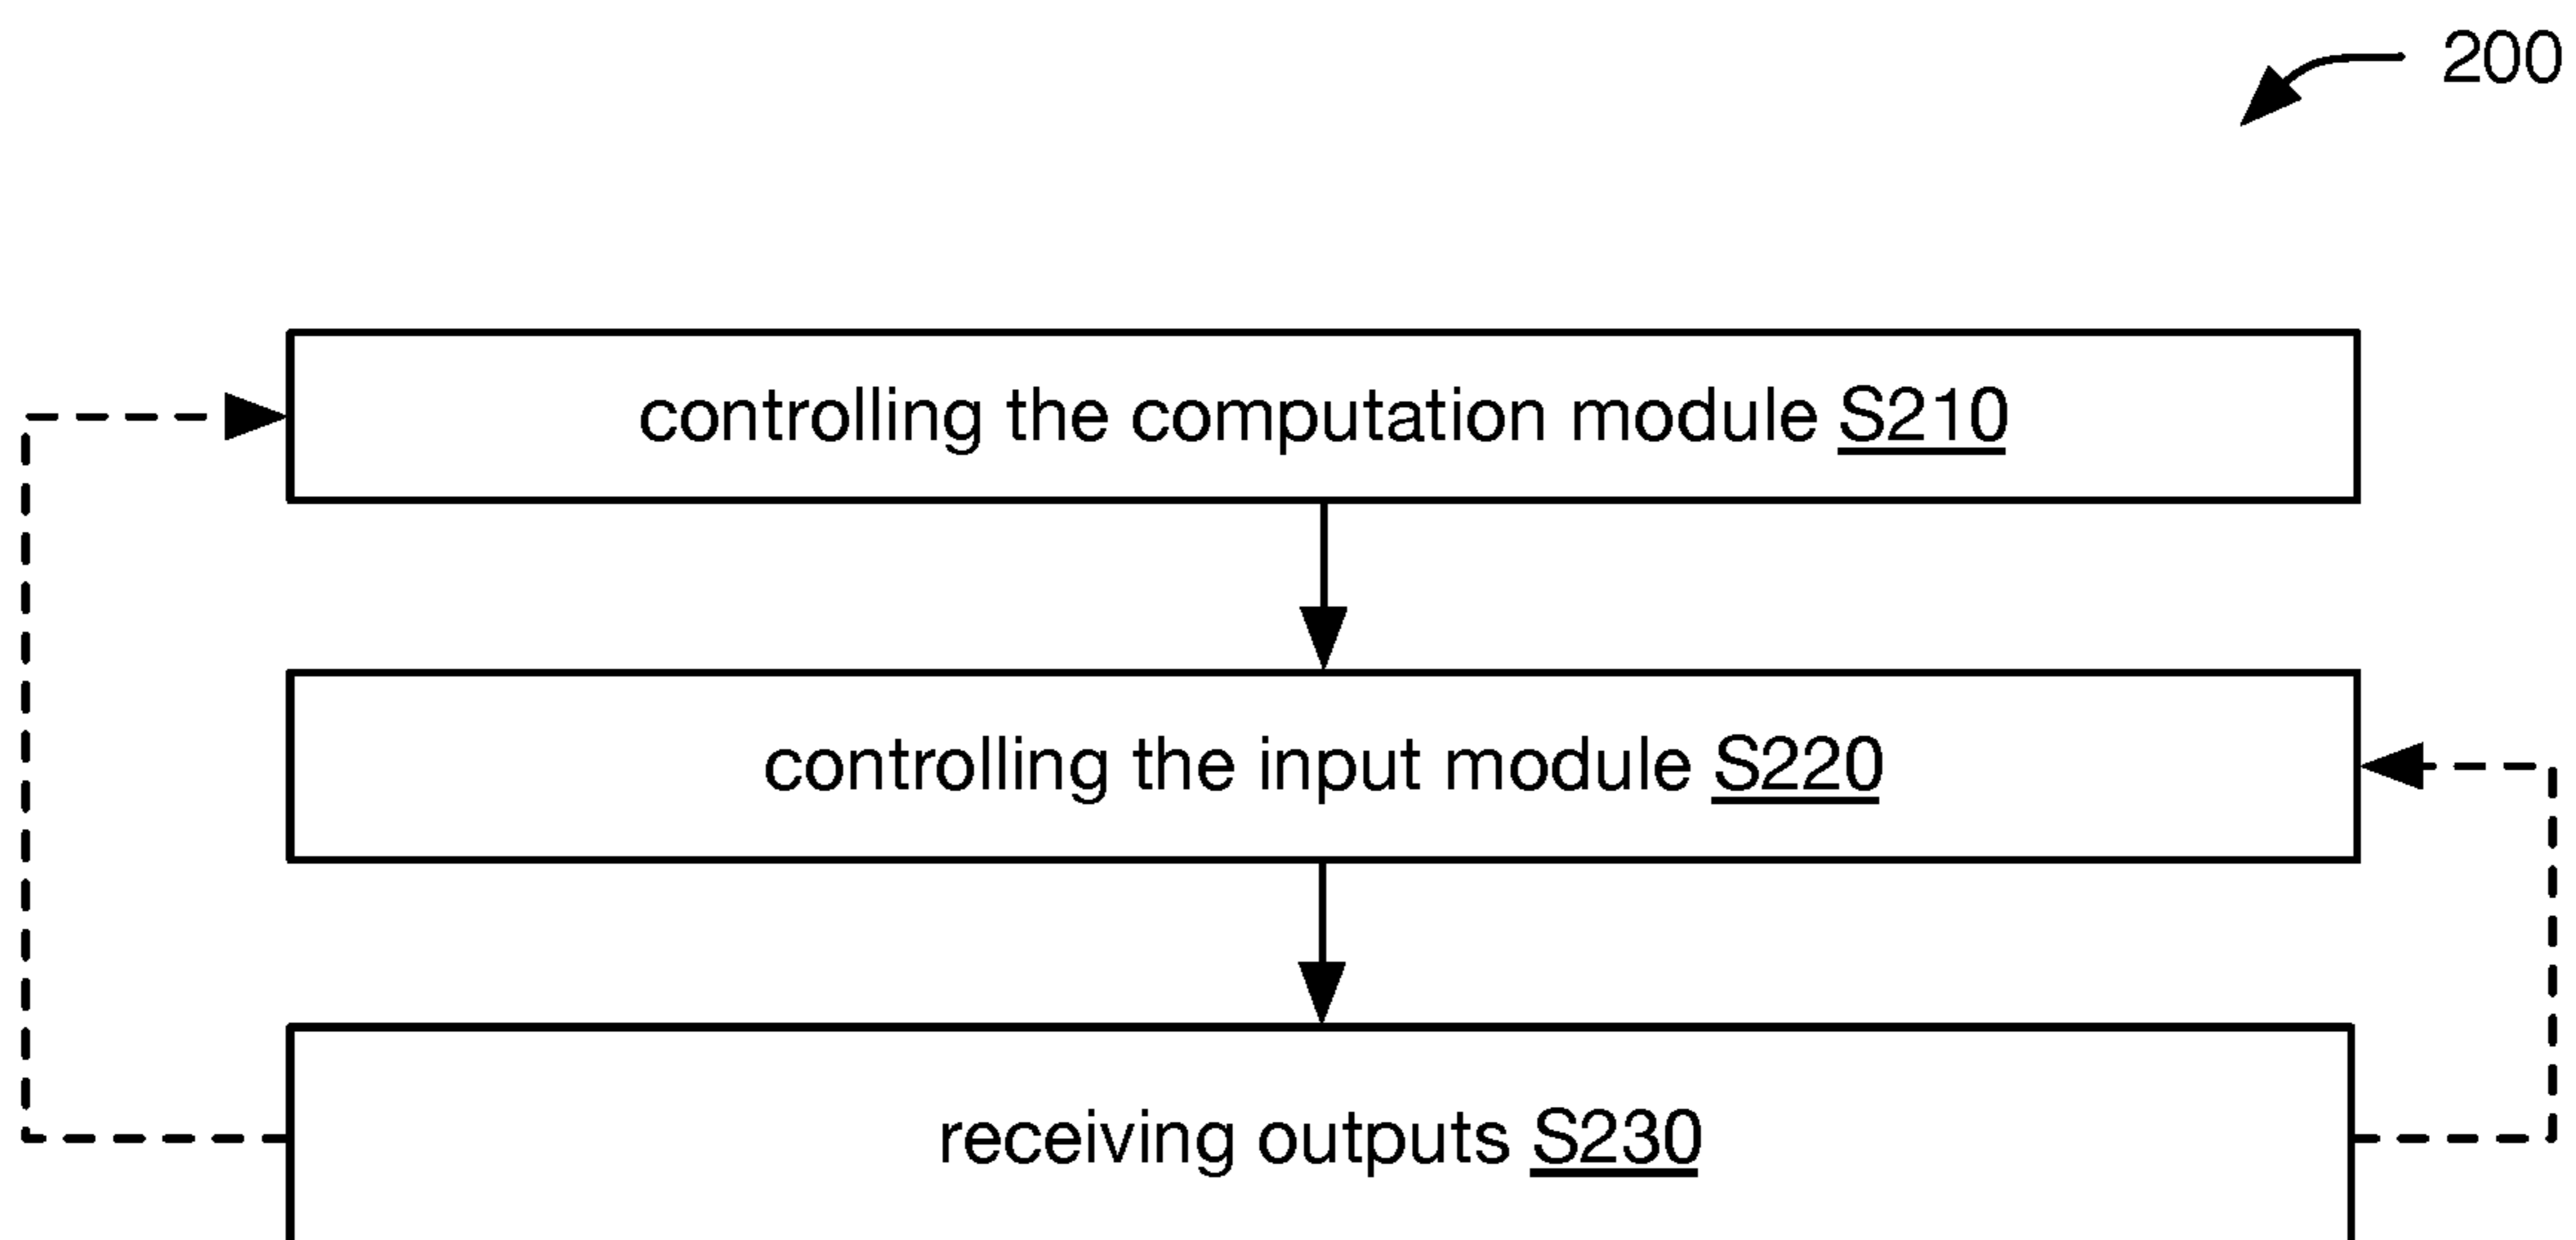 200
controlling the computation module S210
controlling the input module S220
receiving outputs S230